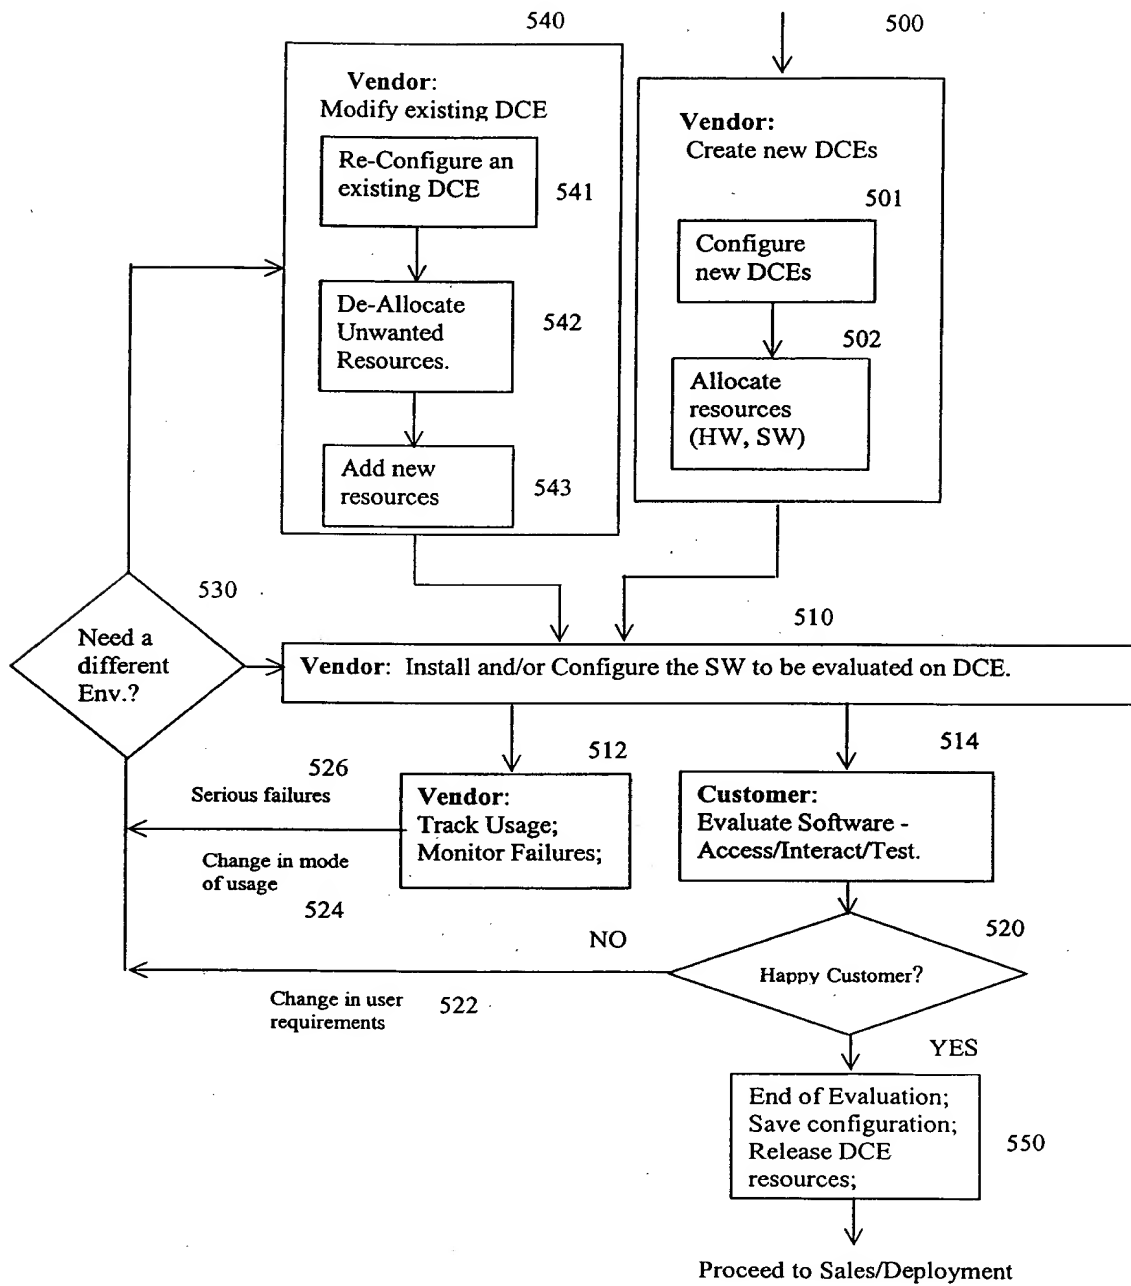 540
500
Vendor:
Modify existing DCE
Re-Configure an
existing DCE
541
De-Allocate
Unwanted
Resources.
542
Add new
resources
543
Vendor:
Create new DCEs
501
Configure
new DCEs
502
Allocate
resources
(HW, SW)
530
Need a
different
Env.?
510
Vendor: Install and/or Configure the SW to be evaluated on DCE.
512
514
526
Serious failures
Vendor:
Track Usage;
Monitor Failures;
Customer:
Evaluate Software -
Access/Interact/Test.
Change in mode
of usage
524
NO
520
Happy Customer?
Change in user
requirements
522
YES
End of Evaluation;
Save configuration;
Release DCE
resources;
550
Proceed to Sales/Deployment